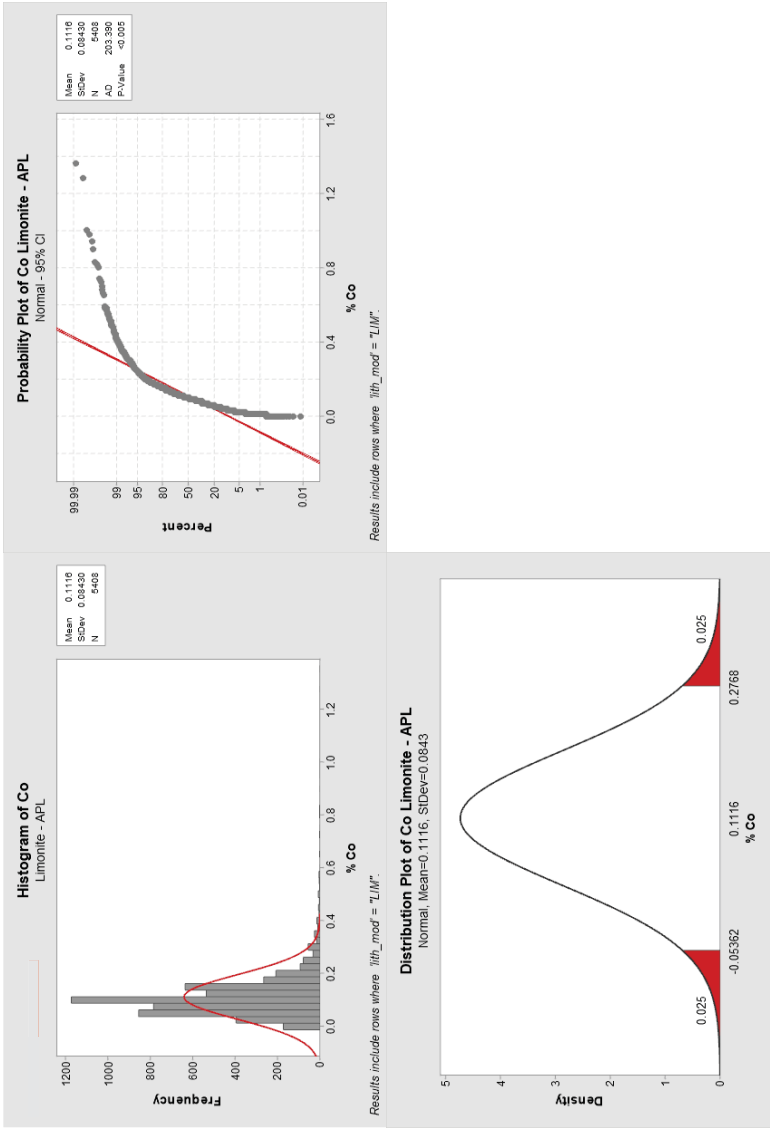 Histogram of Co
Limonite - APL
Mean 0.1116
StDev 0.08430
N 5408
Frequency
1200
1000
800
600
400
200
0
0.0 0.2 0.4 0.6 0.8 1.0 1.2
% Co
Results include rows where 'lith_mod' = "LIM".
Probability Plot of Co Limonite - APL
Normal - 95% CI
Mean 0.1116
StDev 0.08430
N 5408
AD 203.390
P-Value <0.005
Percent
99.99
99
95
80
50
20
5
1
0.01
0.0 0.4 0.8 1.2 1.6
% Co
Results include rows where 'lith_mod' = "LIM".
Distribution Plot of Co Limonite - APL
Normal, Mean=0.1116, StDev=0.0843
Density
5
4
3
2
1
0
0.025 0.025
-0.05362 0.1116 0.2768
% Co